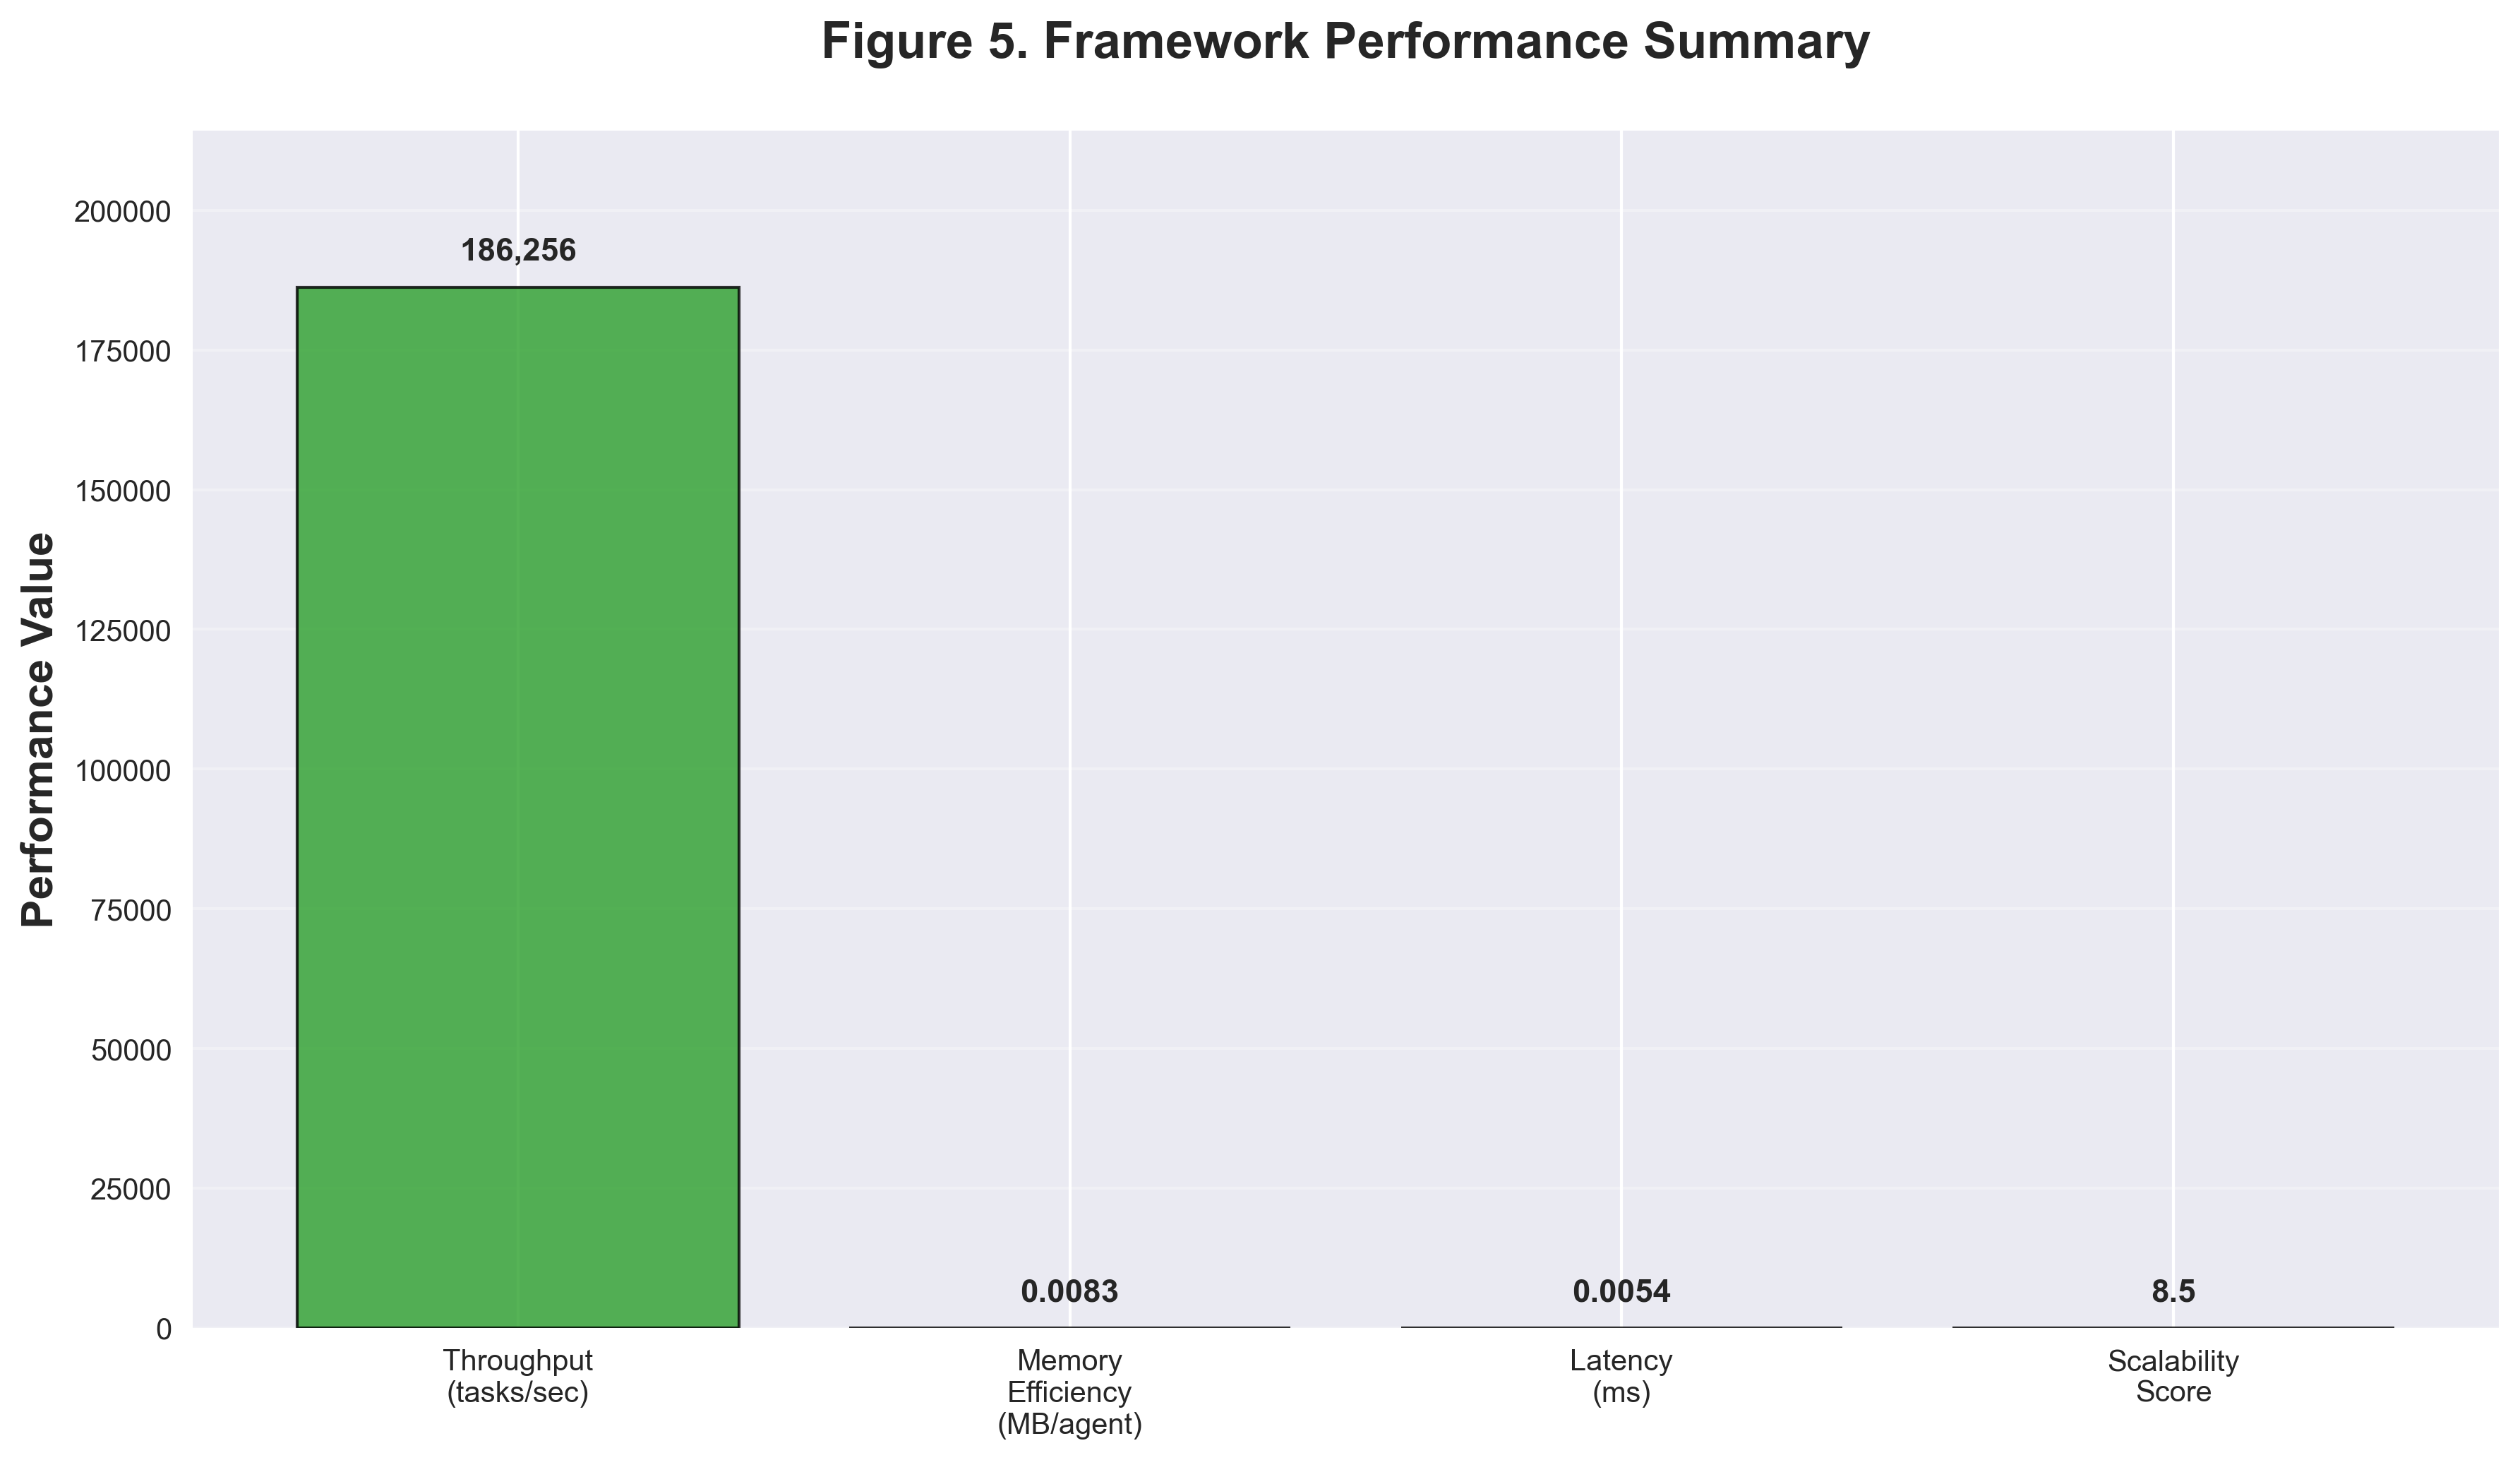 Figure 5. Framework Performance Summary
Performance Value
200000
175000
150000
125000
100000
75000
50000
25000
0
186,256
0.0083
0.0054
8.5
Throughput
(tasks/sec)
Memory
Efficiency
(MB/agent)
Latency
(ms)
Scalability
Score